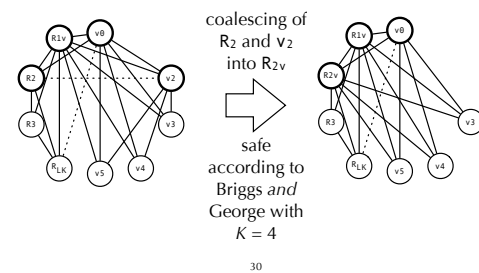 R1v
v0
R2
v2
R3
v3
RLK
v5
v4
coalescing of
R2 and v2
into R2v
safe
according to
Briggs and
George with
K = 4
R1v
v0
R2v
R3
v3
RLK
v5
v4
30